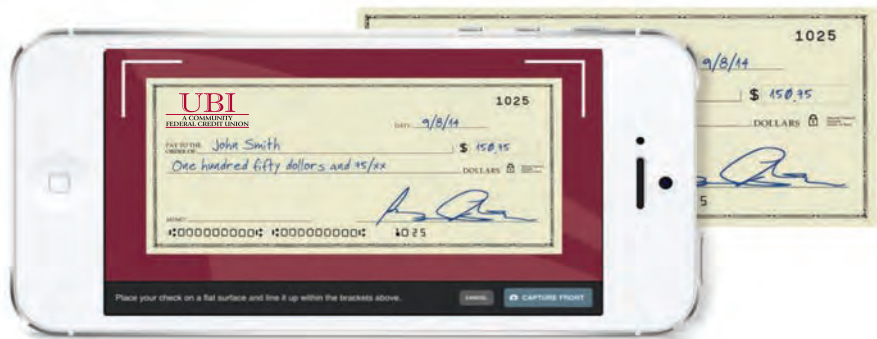 UBI
A COMMUNITY
FEDERAL CREDIT UNION
1025
DATE 9/8/14
PAY TO THE
ORDER OF John Smith $ 150.75
One hundred fifty dollors and 75/xx DOLLARS
MEMO
⑆000000000⑆ ⑆000000000⑆ 1025
Place your check on a flat surface and line it up within the brackets above.
CANCEL
CAPTURE FRONT
1025
9/8/14
$ 150.75
DOLLARS
5